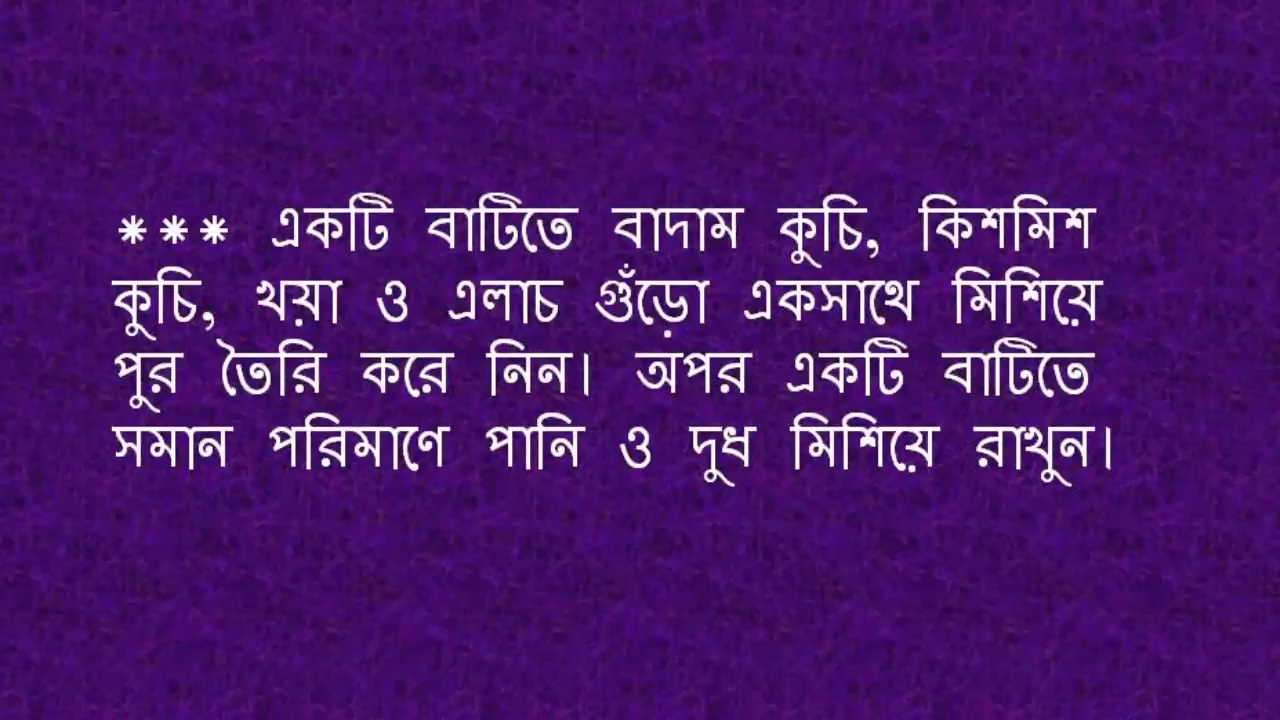 *** একটি বাটিতে বাদাম কুচি, কিশমিশ
কুচি, খয়া ও এলাচ গুঁড়ো একসাথে মিশিয়ে
পুর তৈরি করে নিন। অপর একটি বাটিতে
সমান পরিমাণে পানি ও দুধ মিশিয়ে রাখুন।